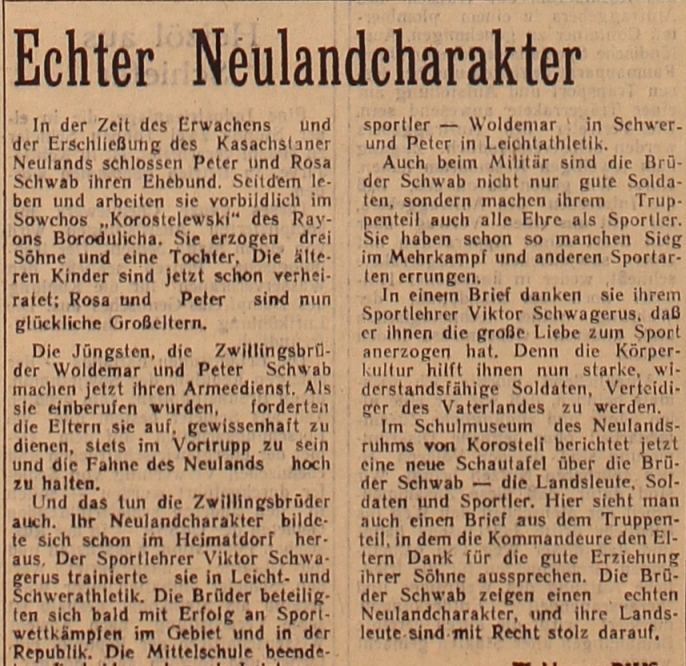 Echter Neulandcharakter
In der Zeit des Erwachens und
der Erschließung des Kasachstaner
Neulands schlossen Peter und Rosa
Schwab ihren Ehebund. Seitdem le-
ben und arbeiten sie vorbildlich im
Sowchos „Korostelewski“ des Ray-
ons Borodulicha. Sie erzogen drei
Söhne und eine Tochter. Die älte-
ren Kinder sind jetzt schon verhei-
ratet; Rosa und Peter sind nun
glückliche Großeltern.
Die Jüngsten, die Zwillingsbrü-
der Woldemar und Peter Schwab
machen jetzt ihren Armeedienst. Als
sie einberufen wurden, forderten
die Eltern sie auf, gewissenhaft zu
dienen, stets im Vortrupp zu sein
und die Fahne des Neulands hoch
zu halten.
Und das tun die Zwillingsbrüder
auch. Ihr Neulandcharakter bilde-
te sich schon im Heimatdorf her-
aus. Der Sportlehrer Viktor Schwa-
gerus trainierte sie in Leicht- und
Schwerathletik. Die Brüder beteilig-
ten sich bald mit Erfolg an Sport-
wettkämpfen im Gebiet und in der
Republik. Die Mittelschule beende-
sportler — Woldemar in Schwer-
und Peter in Leichtathletik.
Auch beim Militär sind die Brü-
der Schwab nicht nur gute Solda-
ten, sondern machen ihrem Trup-
penteil auch alle Ehre als Sportler.
Sie haben schon so manchen Sieg
im Mehrkampf und anderen Sportar-
ten errungen.
In einem Brief danken sie ihrem
Sportlehrer Viktor Schwagerus, daß
er ihnen die große Liebe zum Sport
anerzogen hat. Denn die Körper-
kultur hilft ihnen nun starke, wi-
derstandsfähige Soldaten, Verteidi-
ger des Vaterlandes zu werden.
Im Schulmuseum des Neulands-
ruhms von Korosteli berichtet jetzt
eine neue Schautafel über die Brü-
der Schwab — die Landsleute, Sol-
daten und Sportler. Hier sieht man
auch einen Brief aus dem Truppen-
teil, in dem die Kommandeure den El-
tern Dank für die gute Erziehung
ihrer Söhne aussprechen. Die Brü-
der Schwab zeigen einen echten
Neulandcharakter, und ihre Lands-
leute sind mit Recht stolz darauf.